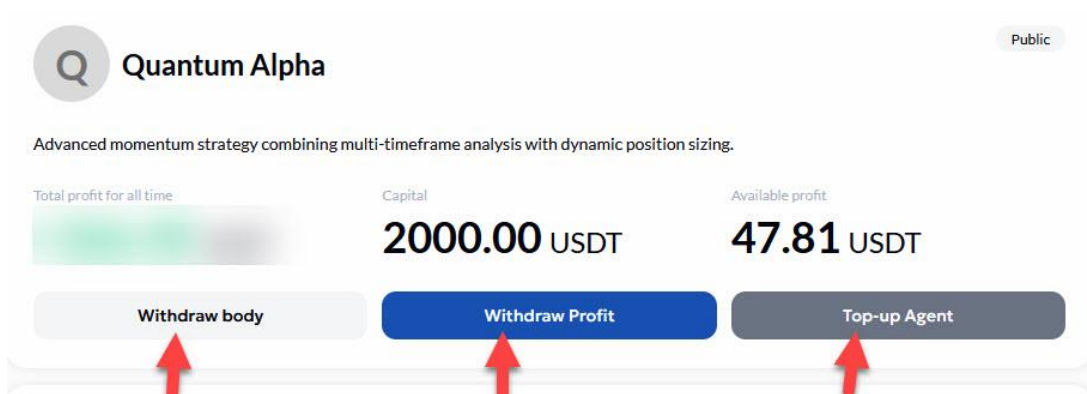 Public
Q
Quantum Alpha
Advanced momentum strategy combining multi-timeframe analysis with dynamic position sizing.
Total profit for all time
Capital
Available profit
2000.00 USDT
47.81 USDT
Withdraw body
Withdraw Profit
Top-up Agent